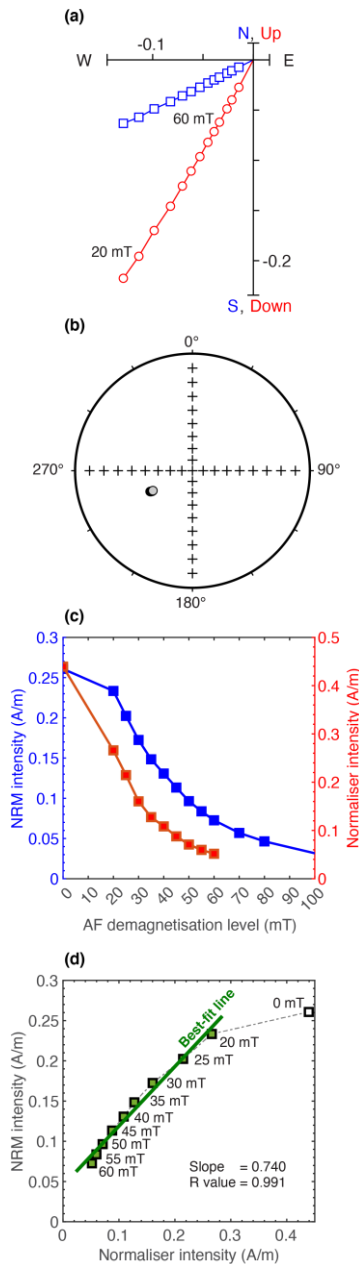 (a)
N, Up
-0.1
W
E
60 mT
20 mT
-0.2
S, Down
(b)
0°
270°
90°
180°
(c)
0.3
0.25
0.2
0.15
0.1
0.05
0
0.5
0.4
0.3
0.2
0.1
0
NRM intensity (A/m)
Normaliser intensity (A/m)
0
10
20
30
40
50
60
70
80
90
100
AF demagnetisation level (mT)
(d)
0.3
0.25
0.2
0.15
0.1
0.05
0
NRM intensity (A/m)
Best-fit line
0 mT
20 mT
25 mT
30 mT
35 mT
40 mT
45 mT
50 mT
55 mT
60 mT
Slope = 0.740
R value = 0.991
0
0.1
0.2
0.3
0.4
Normaliser intensity (A/m)